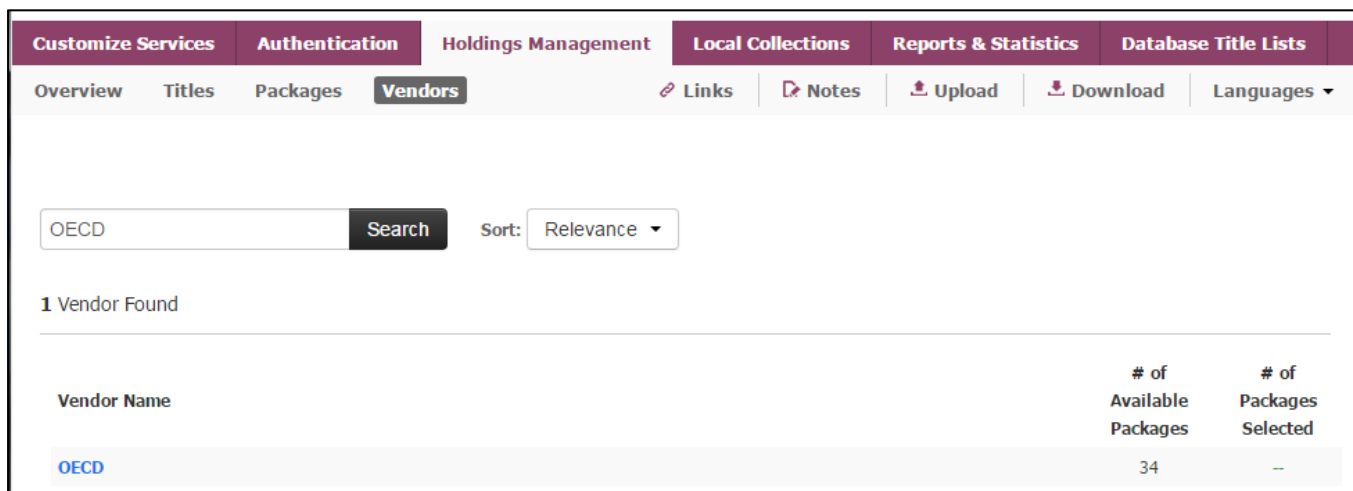 Customize Services Authentication Holdings Management Local Collections Reports & Statistics Database Title Lists
Overview Titles Packages Vendors Links Notes Upload Download Languages
OECD Search Sort: Relevance
1 Vendor Found
# of # of
Vendor Name Available Packages
Packages Selected
OECD 34 --